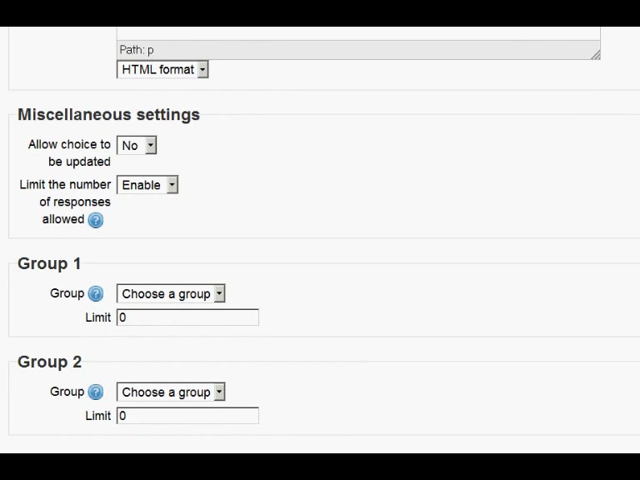 Path: p
HTML format
Miscellaneous settings
Allow choice to be updated No
Limit the number of responses allowed ? Enable
Group 1
Group ? Choose a group
Limit 0
Group 2
Group ? Choose a group
Limit 0